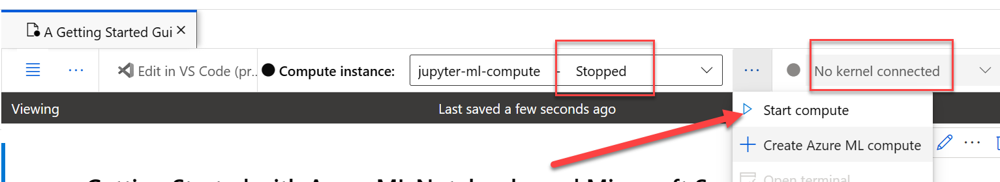 A Getting Started Gui
Edit in VS Code (pr... Compute instance: jupyter-ml-compute - Stopped No kernel connected
Viewing Last saved a few seconds ago
Start compute
Create Azure ML compute
Getting Started with Azure ML Notebooks and Microsoft
Open terminal